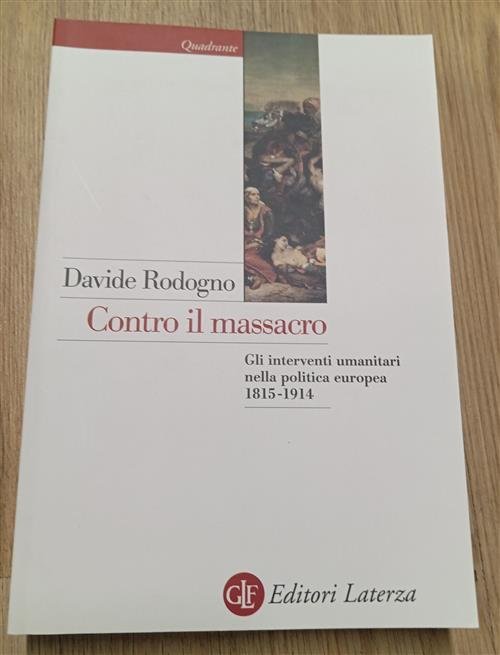 Quadrante
Davide Rodogno
Contro il massacro
Gli interventi umanitari
nella politica europea
1815-1914
GLF Editori Laterza